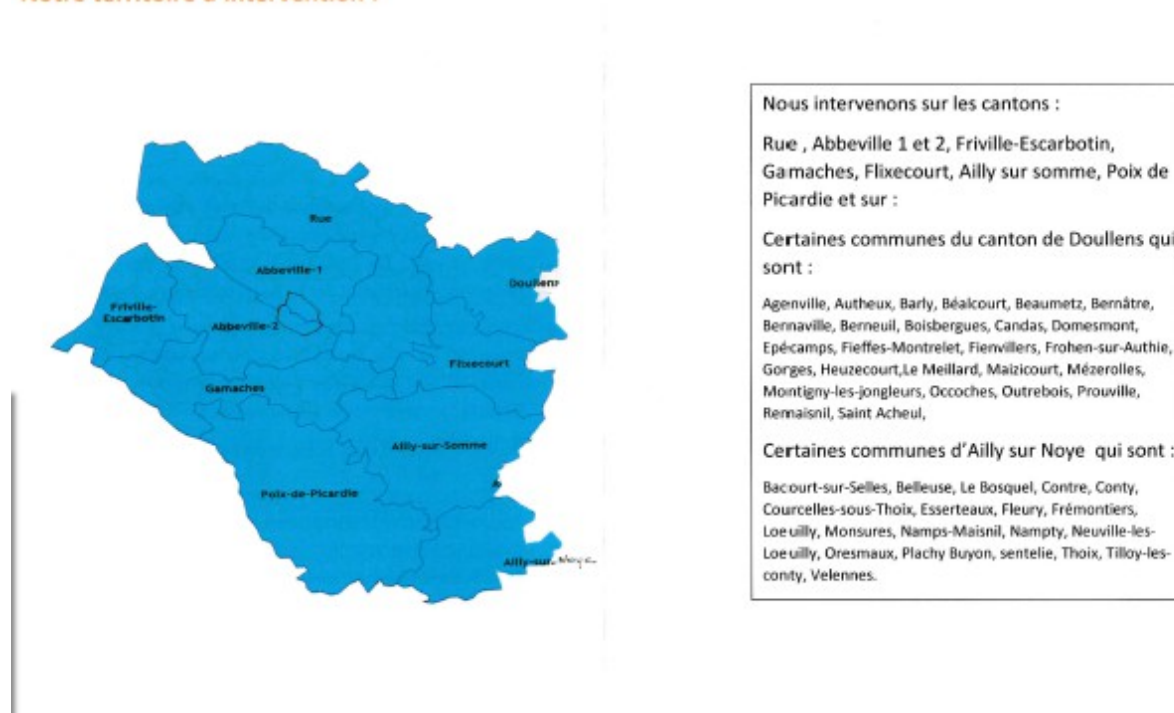 Rue
Abbeville-1
Doullens
Friville-
Escarbotin
Abbeville-2
Flixecourt
Gamaches
Ailly-sur-Somme
Poix-de-Picardie
Ailly-sur-Noye
Nous intervenons sur les cantons :
Rue , Abbeville 1 et 2, Friville-Escarbotin,
Gamaches, Flixecourt, Ailly sur somme, Poix de
Picardie et sur :
Certaines communes du canton de Doullens qui
sont :
Agenville, Autheux, Barly, Béalcourt, Beaumetz, Bernâtre,
Bernaville, Berneuil, Boisbergues, Candas, Domesmont,
Epécamps, Fieffes-Montrelet, Fienvillers, Frohen-sur-Authie,
Gorges, Heuzecourt,Le Meillard, Maizicourt, Mézerolles,
Montigny-les-jongleurs, Occoches, Outrebois, Prouville,
Remaisnil, Saint Acheul,
Certaines communes d'Ailly sur Noye qui sont :
Bacourt-sur-Selles, Belleuse, Le Bosquel, Contre, Conty,
Courcelles-sous-Thoix, Esserteaux, Fleury, Frémontiers,
Loeuilly, Monsures, Namps-Maisnil, Nampty, Neuville-les-
Loeuilly, Oresmaux, Plachy Buyon, sentelie, Thoix, Tilloy-les-
conty, Velennes.